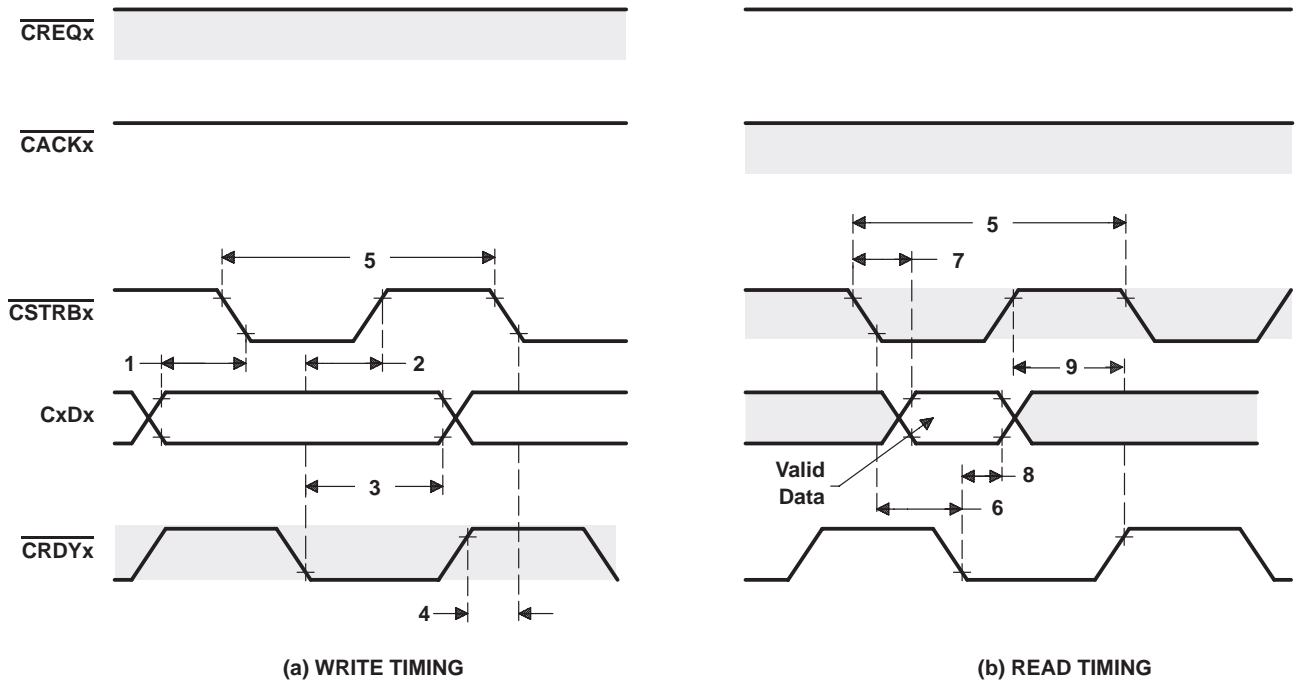 CREQx
CACKx
5
5
7
CSTRBx
1
2
9
CxDx
Valid
Data
3
8
6
CRDYx
4
(a) WRITE TIMING
(b) READ TIMING